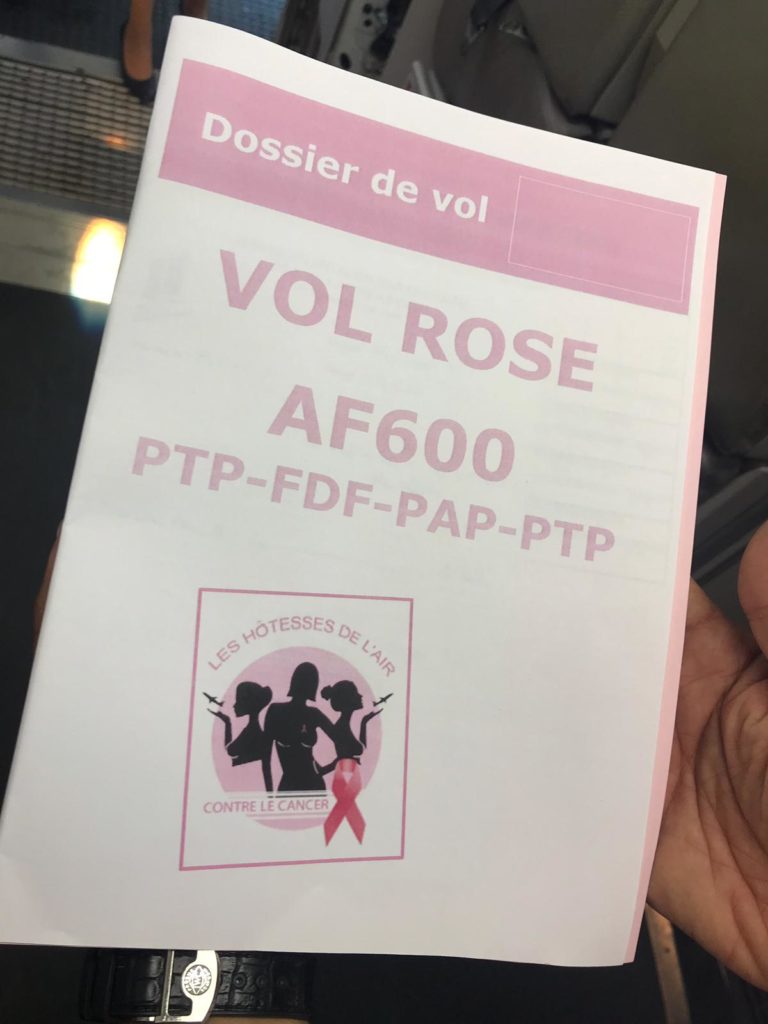 Dossier de vol
VOL ROSE
AF600
PTP-FDF-PAP-PTP
LES HÔTESSES DE L'AIR
CONTRE LE CANCER